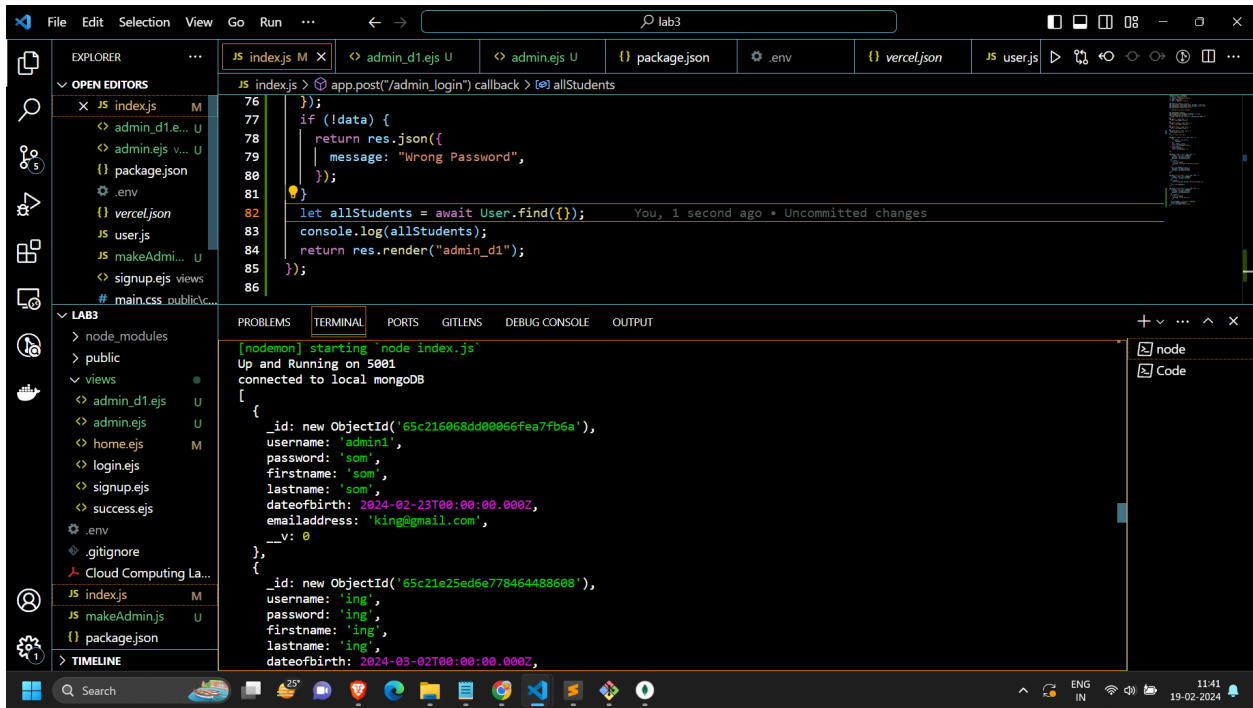 File Edit Selection View Go Run ··· ← → lab3
EXPLORER ···
OPEN EDITORS
JS index.js M
<> admin_d1.e... U
<> admin.ejs v... U
{} package.json
.env
{} vercel.json
JS user.js
JS makeAdmi... U
<> signup.ejs views
# main.css public\c...
LAB3
> node_modules
> public
views
<> admin_d1.ejs U
<> admin.ejs U
<> home.ejs M
<> login.ejs
<> signup.ejs
<> success.ejs
.env
.gitignore
Cloud Computing La...
JS index.js M
JS makeAdmin.js U
{} package.json
> TIMELINE
5
1
JS index.js M × <> admin_d1.ejs U <> admin.ejs U {} package.json .env {} vercel.json JS user.js
JS index.js > app.post("/admin_login") callback > allStudents
76 });
77 if (!data) {
78 return res.json({
79 message: "Wrong Password",
80 });
81 }
82 let allStudents = await User.find({}); You, 1 second ago • Uncommitted changes
83 console.log(allStudents);
84 return res.render("admin_d1");
85 });
86
PROBLEMS TERMINAL PORTS GITLENS DEBUG CONSOLE OUTPUT
[nodemon] starting `node index.js`
Up and Running on 5001
connected to local mongoDB
[
{
_id: new ObjectId('65c216068dd00066fea7fb6a'),
username: 'admin1',
password: 'som',
firstname: 'som',
lastname: 'som',
dateofbirth: 2024-02-23T00:00:00.000Z,
emailaddress: 'king@gmail.com',
__v: 0
},
{
_id: new ObjectId('65c21e25ed6e778464488608'),
username: 'ing',
password: 'ing',
firstname: 'ing',
lastname: 'ing',
dateofbirth: 2024-03-02T00:00:00.000Z,
node
Code
Search
25°
ENG
IN
11:41
19-02-2024